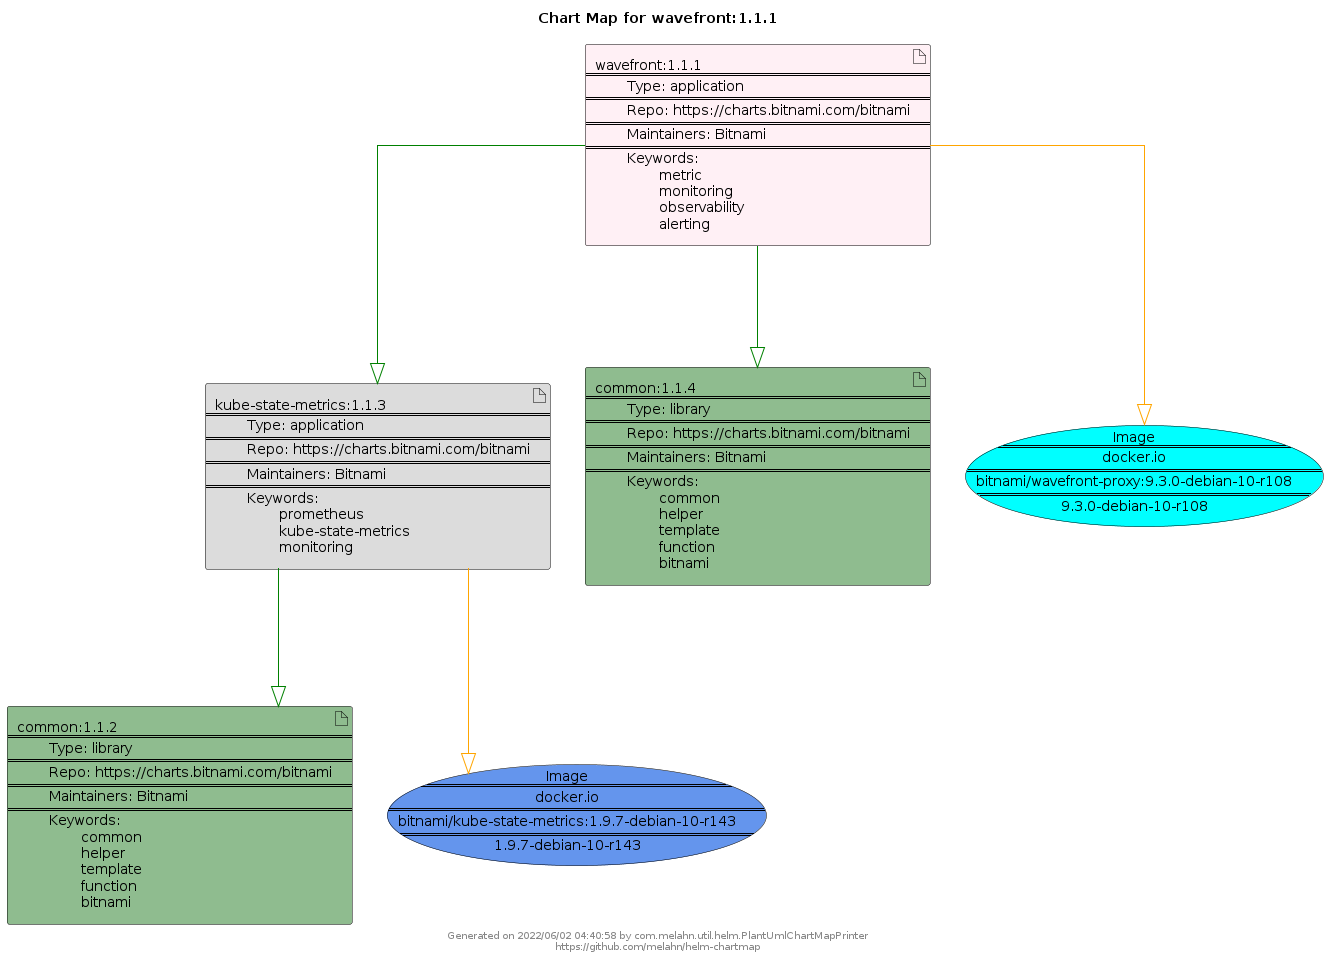 Chart Map for wavefront:1.1.1
wavefront:1.1.1
Type: application
Repo: https://charts.bitnami.com/bitnami
Maintainers: Bitnami
Keywords:
metric
monitoring
observability
alerting
kube-state-metrics:1.1.3
Type: application
Repo: https://charts.bitnami.com/bitnami
Maintainers: Bitnami
Keywords:
prometheus
kube-state-metrics
monitoring
common:1.1.4
Type: library
Repo: https://charts.bitnami.com/bitnami
Maintainers: Bitnami
Keywords:
common
helper
template
function
bitnami
Image
docker.io
bitnami/wavefront-proxy:9.3.0-debian-10-r108
9.3.0-debian-10-r108
common:1.1.2
Type: library
Repo: https://charts.bitnami.com/bitnami
Maintainers: Bitnami
Keywords:
common
helper
template
function
bitnami
Image
docker.io
bitnami/kube-state-metrics:1.9.7-debian-10-r143
1.9.7-debian-10-r143
Generated on 2022/06/02 04:40:58 by com.melahn.util.helm.PlantUmlChartMapPrinter
https://github.com/melahn/helm-chartmap